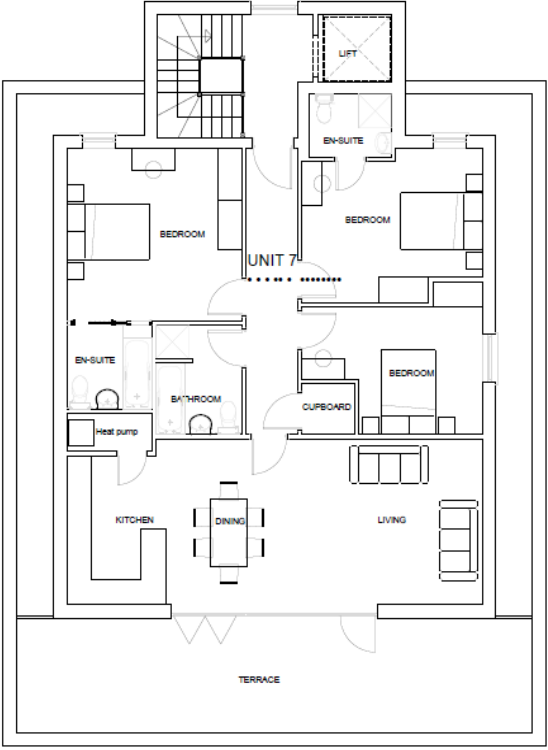 LIFT
EN-SUITE
BEDROOM
BEDROOM
UNIT 7
EN-SUITE
BEDROOM
BATHROOM
CUPBOARD
Heat pump
KITCHEN
DINING
LIVING
TERRACE